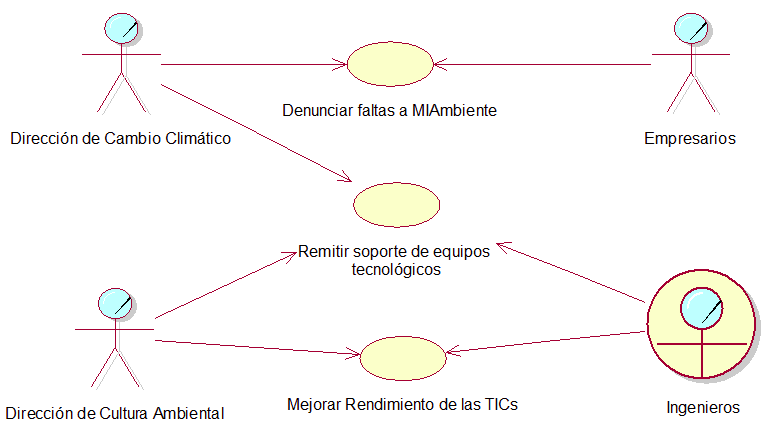 Denunciar faltas a MIAmbiente
Dirección de Cambio Climático
Empresarios
Remitir soporte de equipos
tecnológicos
Mejorar Rendimiento de las TICs
Dirección de Cultura Ambiental
Ingenieros